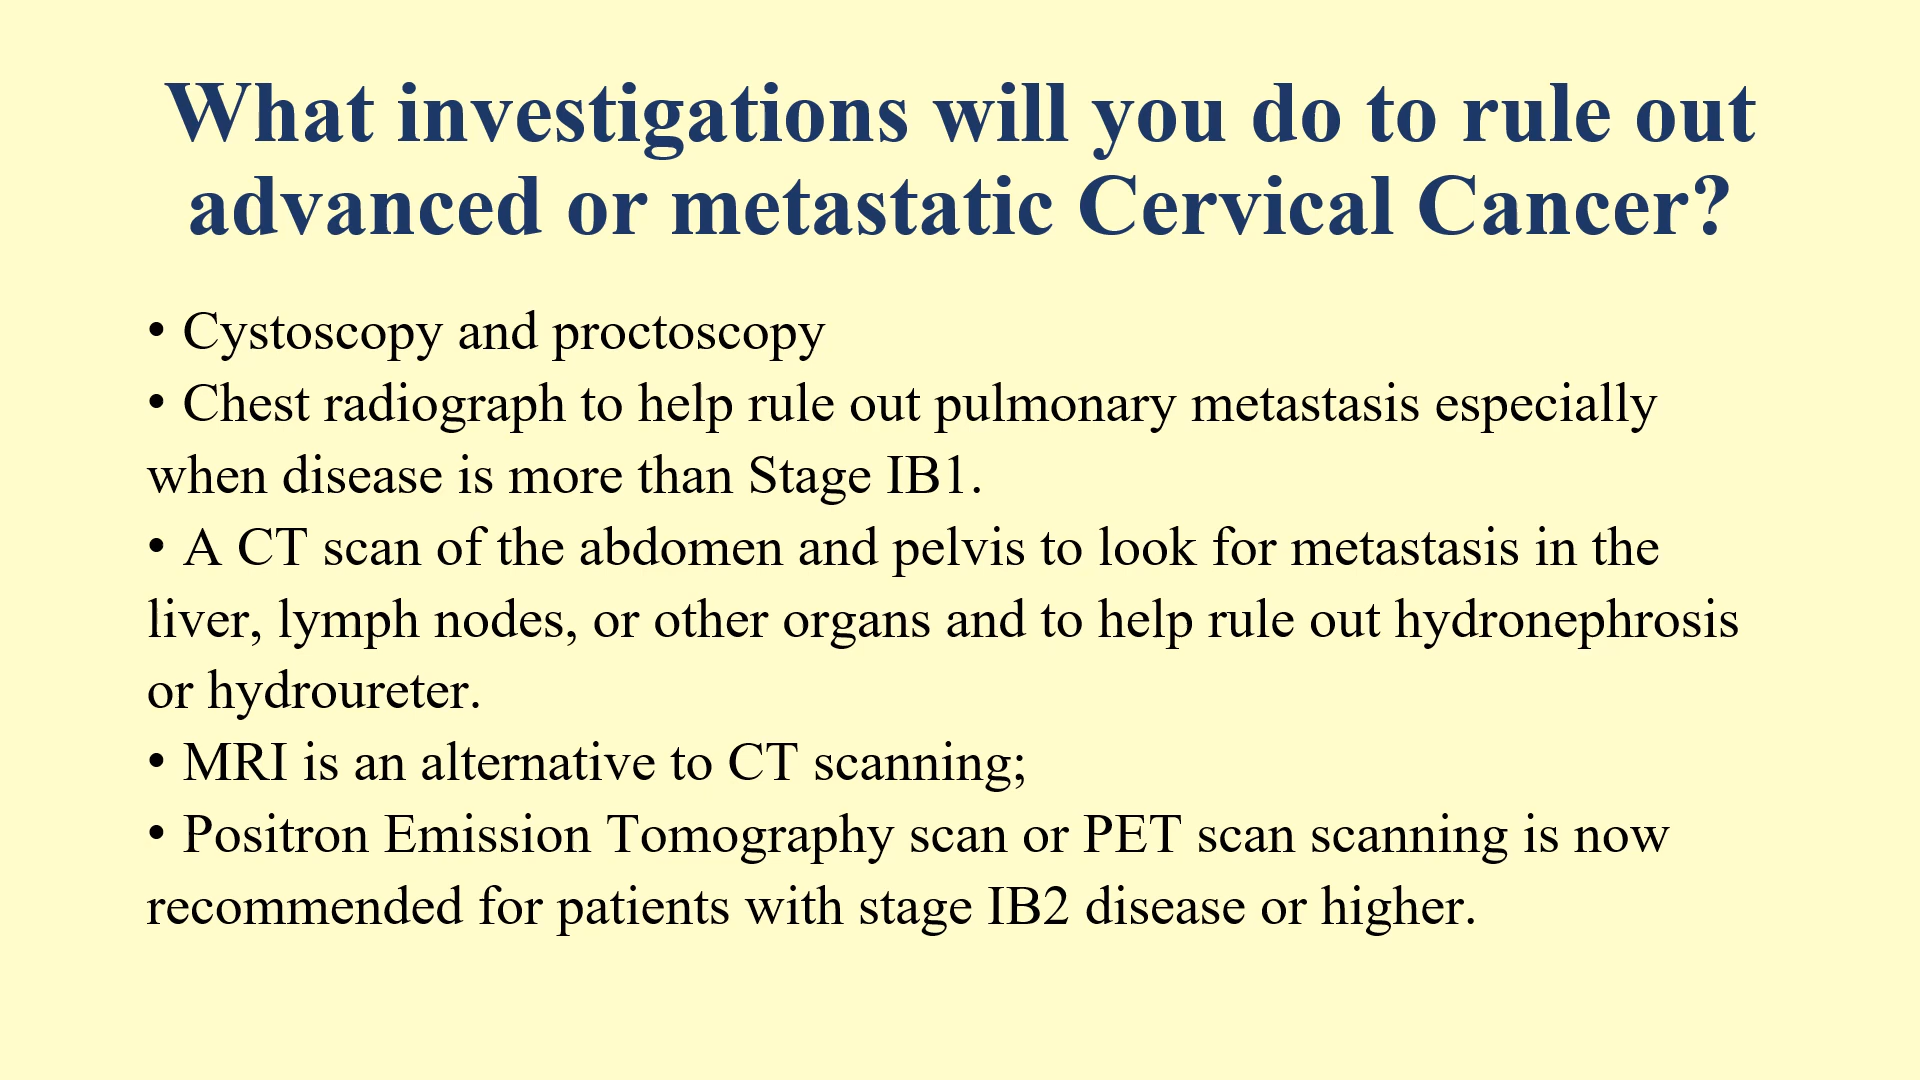 What investigations will you do to rule out
advanced or metastatic Cervical Cancer?
• Cystoscopy and proctoscopy
• Chest radiograph to help rule out pulmonary metastasis especially
when disease is more than Stage IB1.
• A CT scan of the abdomen and pelvis to look for metastasis in the
liver, lymph nodes, or other organs and to help rule out hydronephrosis
or hydroureter.
• MRI is an alternative to CT scanning;
• Positron Emission Tomography scan or PET scan scanning is now
recommended for patients with stage IB2 disease or higher.